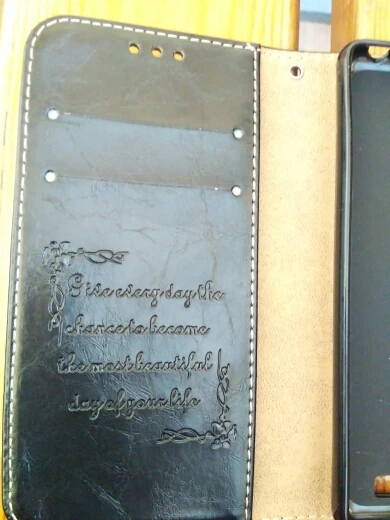 Give every day the
chance to become
the most beautiful
day of your life